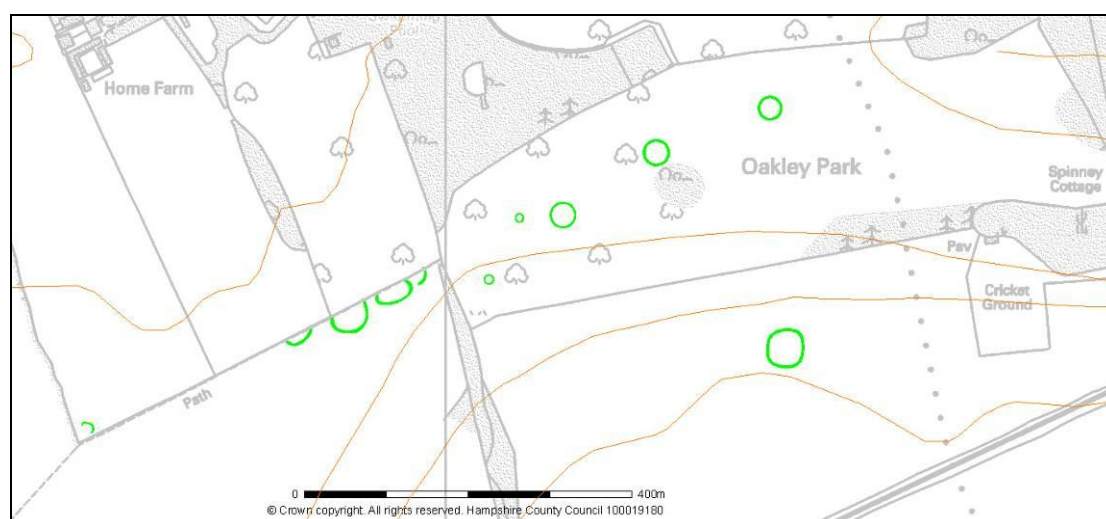 Home Farm
Oakley Park
Spinney
Cottage
Pav
Cricket
Ground
Path
0
400m
© Crown copyright. All rights reserved. Hampshire County Council 100019180